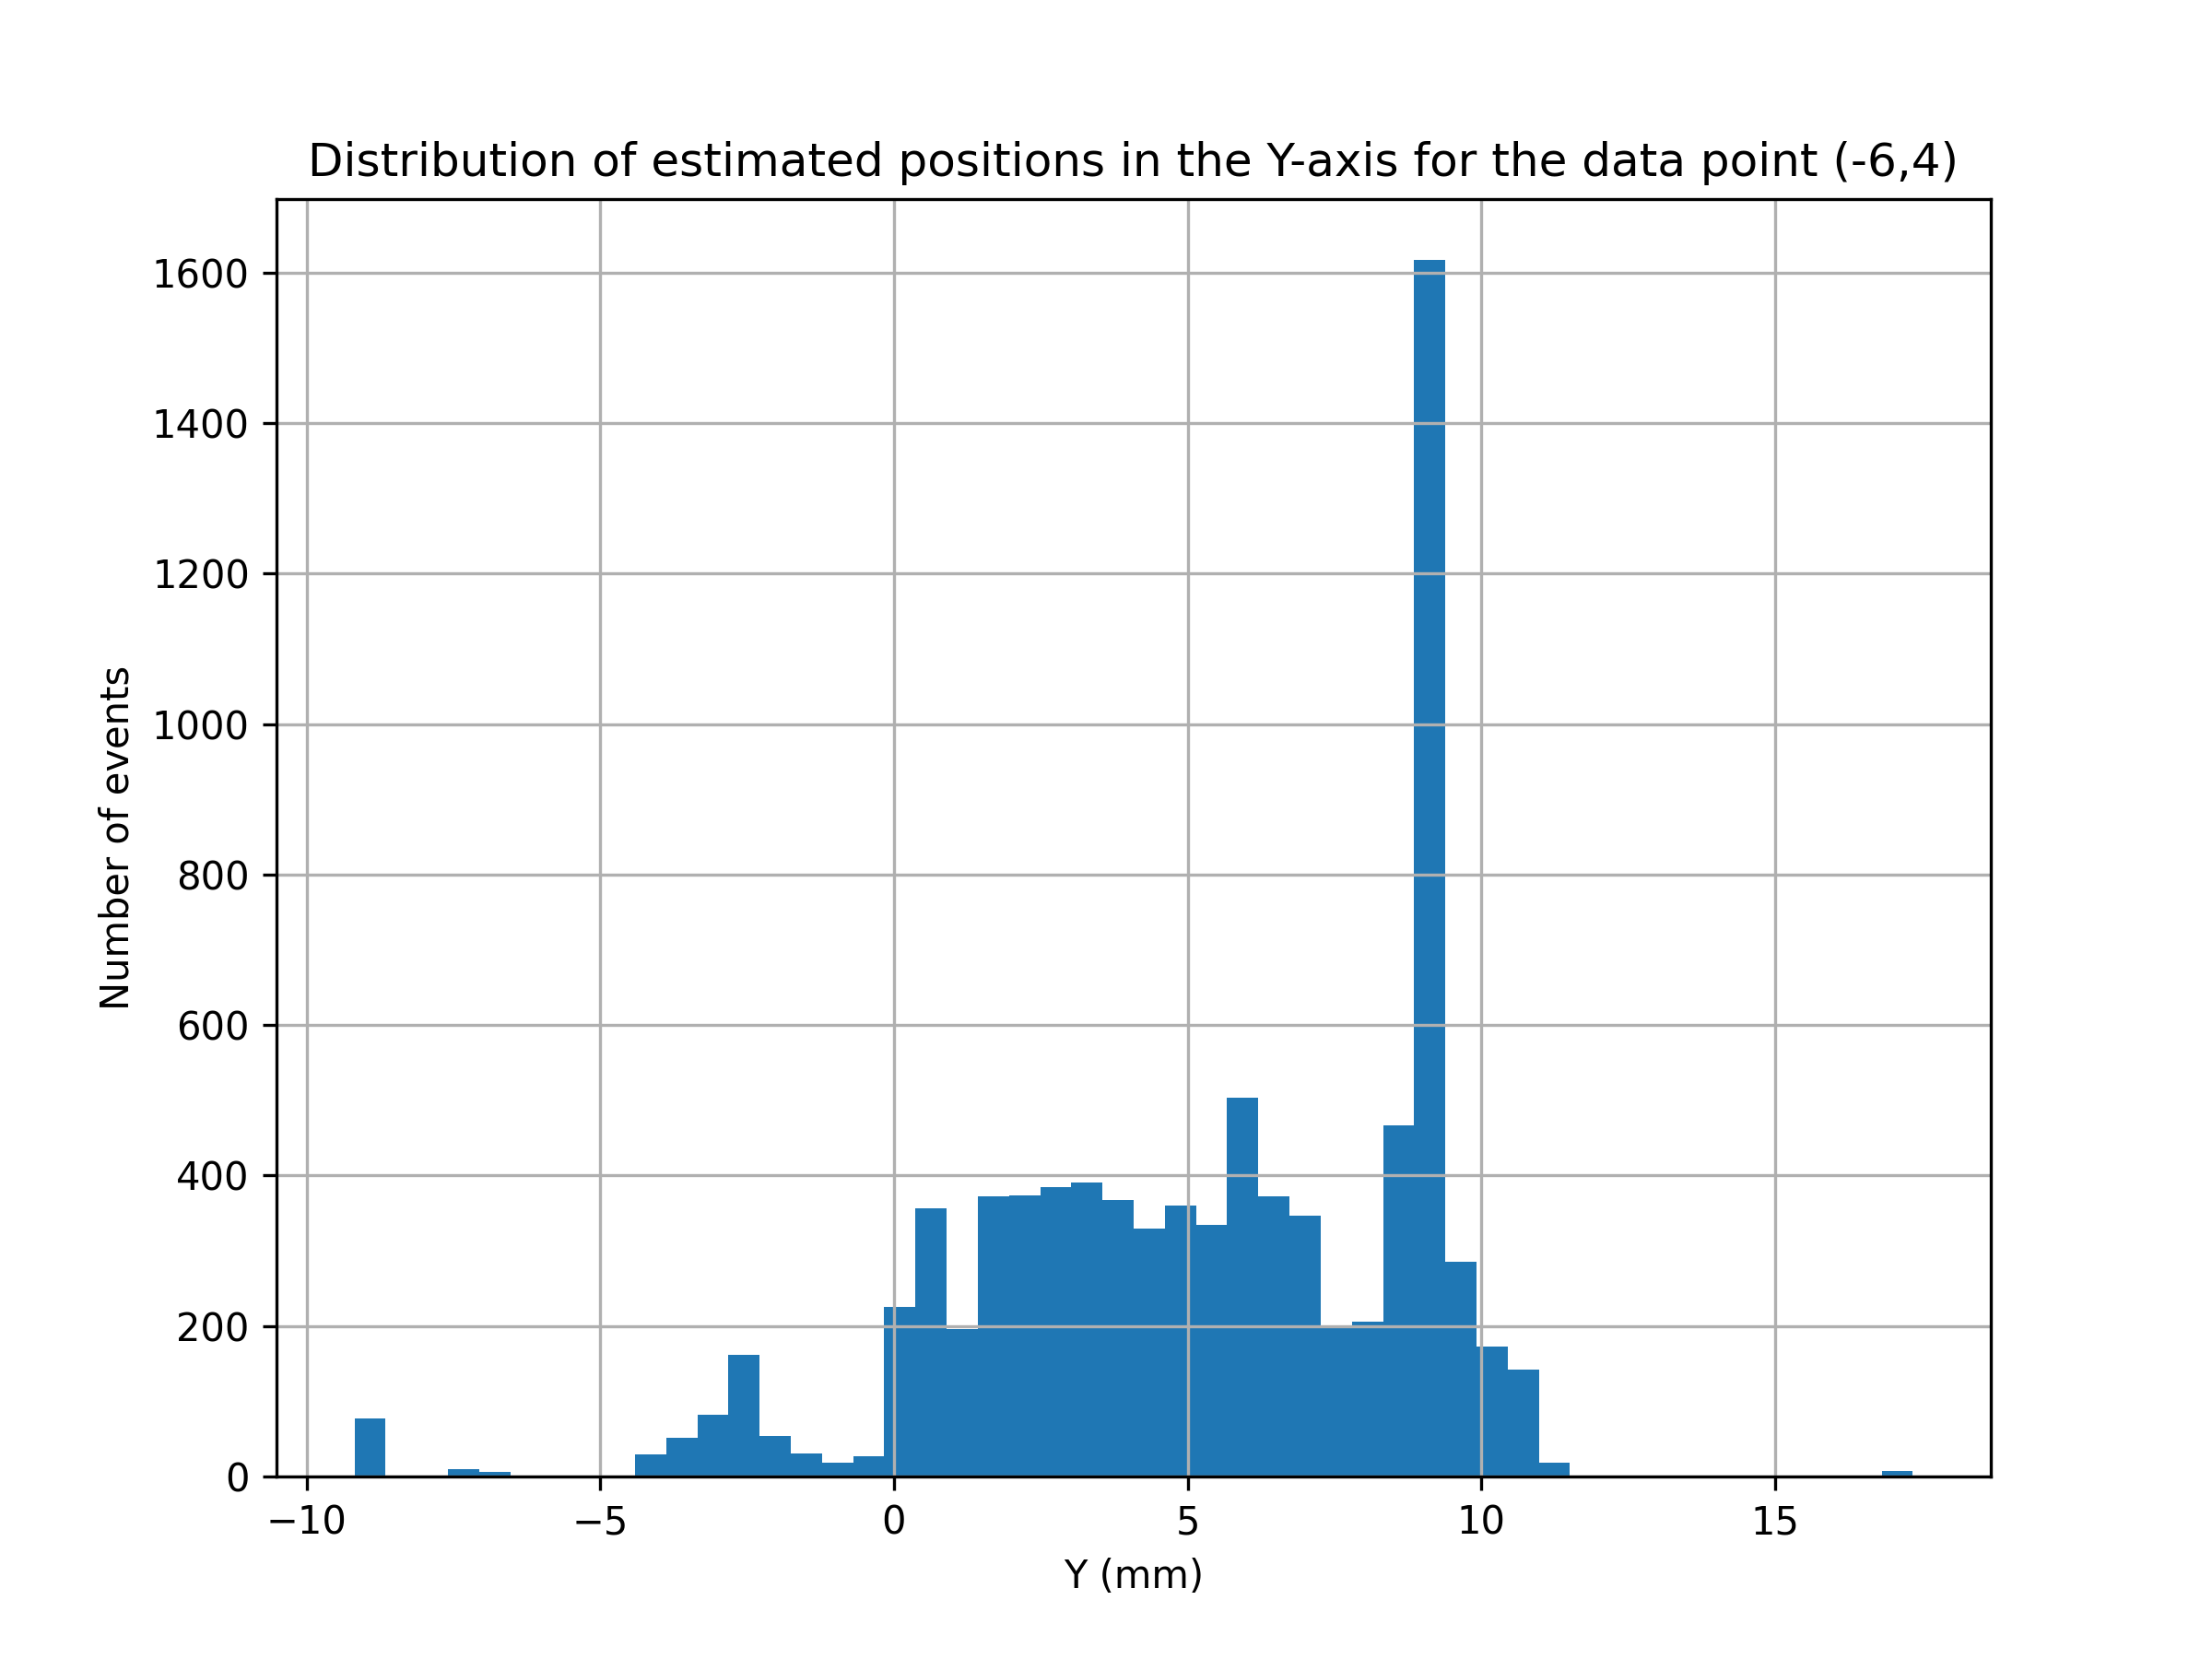 Distribution of estimated positions in the Y-axis for the data point (-6,4)
1600
1400
1200
1000
800
600
400
200
0
Number of events
−10 −5 0 5 10 15
Y (mm)